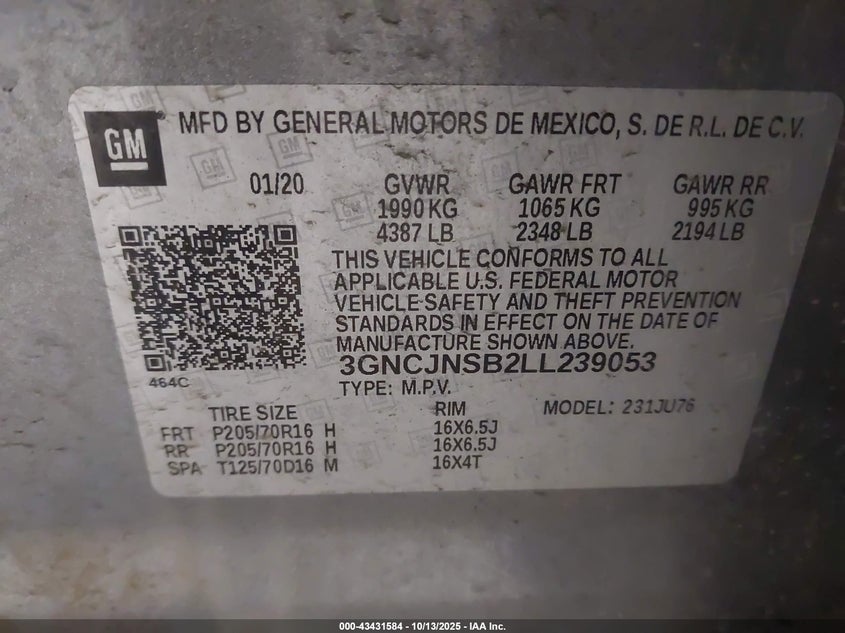 GM MFD BY GENERAL MOTORS DE MEXICO, S. DE R.L. DE C.V.
01/20 GVWR GAWR FRT GAWR RR
1990 KG 1065 KG 995 KG
4387 LB 2348 LB 2194 LB
THIS VEHICLE CONFORMS TO ALL
APPLICABLE U.S. FEDERAL MOTOR
VEHICLE SAFETY AND THEFT PREVENTION
STANDARDS IN EFFECT ON THE DATE OF
MANUFACTURE SHOWN ABOVE.
3GNCJNSB2LL239053
464C
TYPE: M.P.V.
TIRE SIZE RIM MODEL: 231JU76
FRT P205/70R16 H 16X6.5J
RR P205/70R16 H 16X6.5J
SPA T125/70D16 M 16X4T
000-43431584 - 10/13/2025 - IAA Inc.